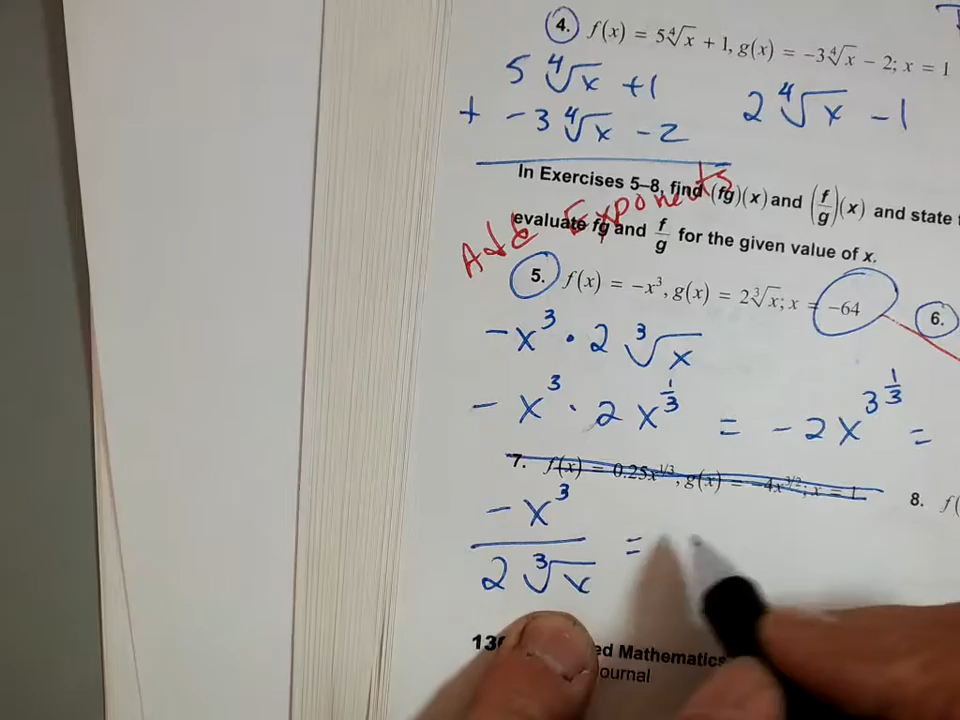 4. f(x) = 5∜x + 1, g(x) = −3∜x − 2; x = 1
5 ∜x + 1
+ −3 ∜x − 2
2 ∜x − 1
In Exercises 5–8, find (fg)(x) and (f/g)(x) and state
evaluate fg and f/g for the given value of x.
Add Exponents
5. f(x) = −x³, g(x) = 2∛x; x = −64
6.
−x³ · 2 ∛x
− x³ · 2x^(1/3) = −2x^(3 1/3) =
7. f(x) = 0.25x^(1/3), g(x) = −4x^(3/2); x = 1
8. f(
−x³ / 2∛x =
ed Mathematics
ournal